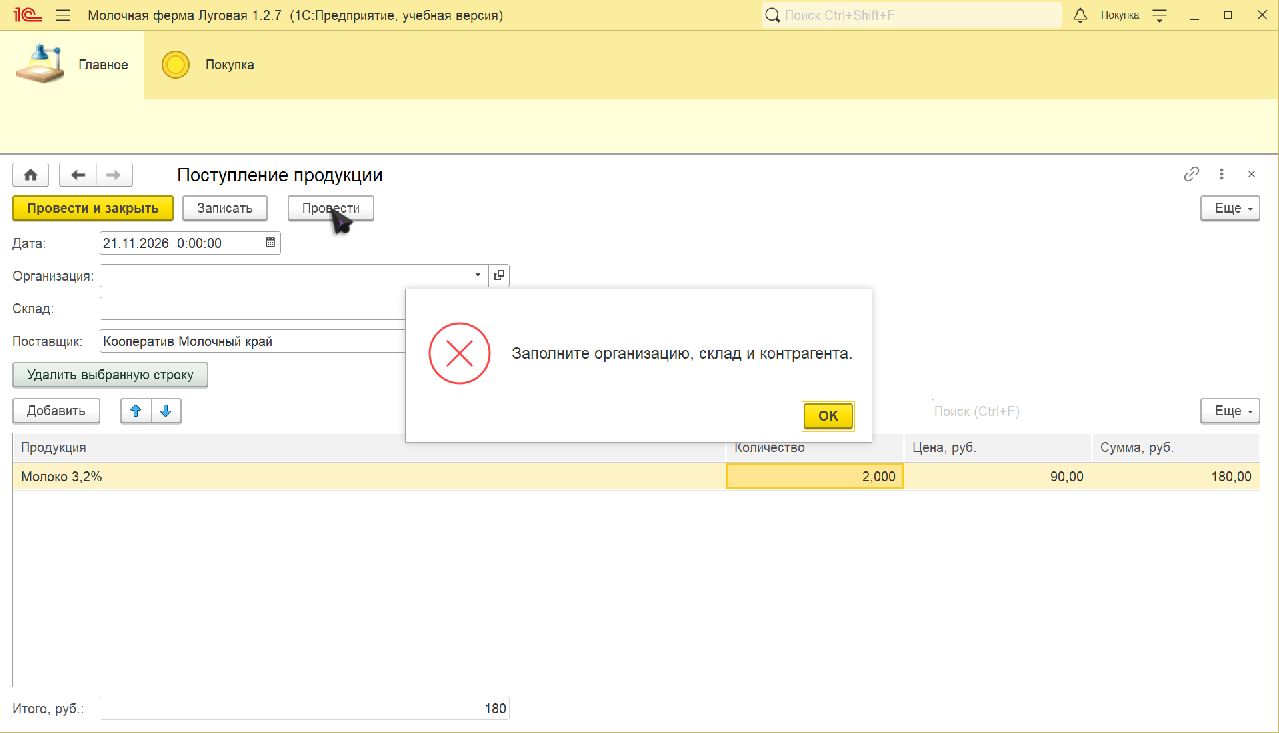 1С Молочная ферма Луговая 1.2.7 (1С:Предприятие, учебная версия) Поиск Ctrl+Shift+F Покупка
Главное Покупка
Поступление продукции
Провести и закрыть Записать Провести Еще
Дата: 21.11.2026 0:00:00
Организация:
Склад:
Поставщик: Кооператив Молочный край
Заполните организацию, склад и контрагента.
OK
Удалить выбранную строку
Добавить Поиск (Ctrl+F) Еще
Продукция Количество Цена, руб. Сумма, руб.
Молоко 3,2% 2,000 90,00 180,00
Итого, руб.: 180